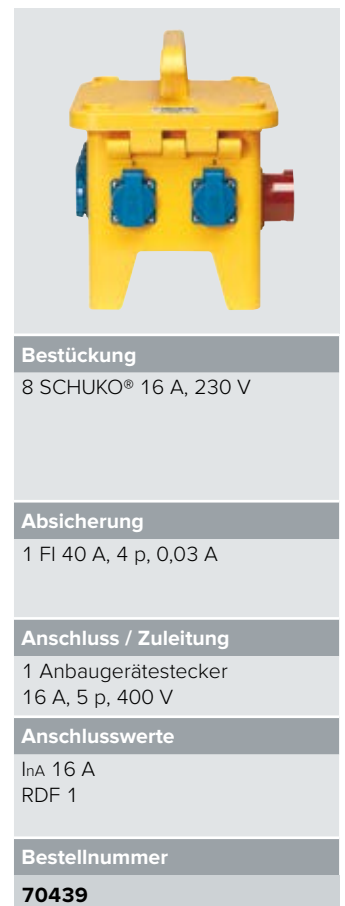 Bestückung
8 SCHUKO® 16 A, 230 V
Absicherung
1 FI 40 A, 4 p, 0,03 A
Anschluss / Zuleitung
1 Anbaugerätestecker
16 A, 5 p, 400 V
Anschlusswerte
InA 16 A
RDF 1
Bestellnummer
70439